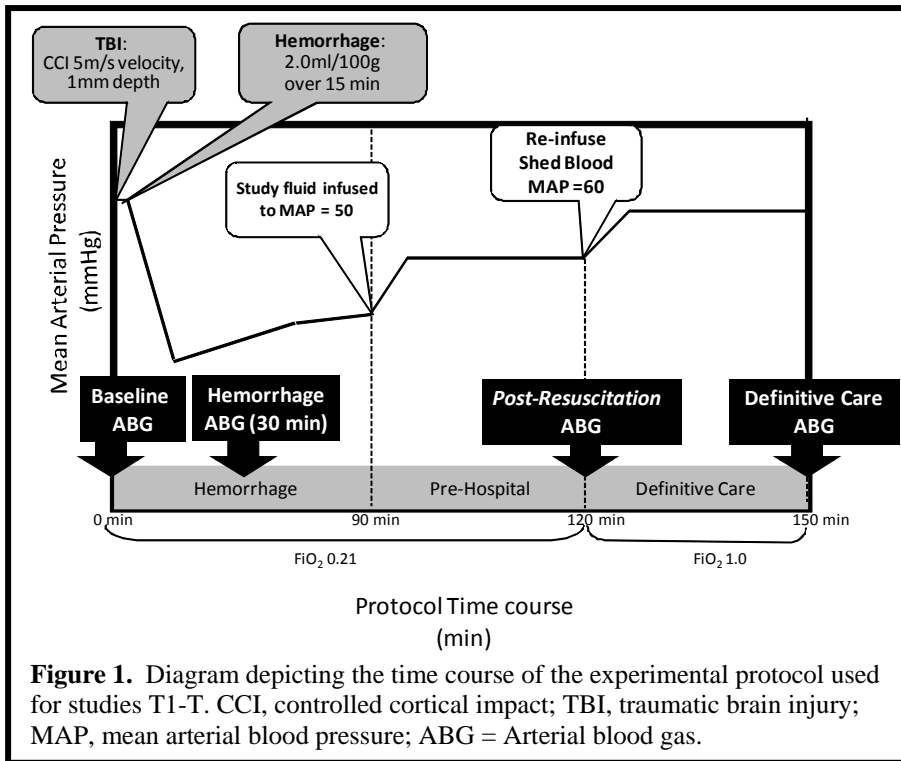 TBI:
CCI 5m/s velocity,
1mm depth
Hemorrhage:
2.0ml/100g
over 15 min
Mean Arterial Pressure
(mmHg)
Study fluid infused
to MAP = 50
Re-infuse
Shed Blood
MAP =60
Baseline
ABG
Hemorrhage
ABG (30 min)
Post-Resuscitation
ABG
Definitive Care
ABG
Hemorrhage
Pre-Hospital
Definitive Care
0 min
90 min
120 min
150 min
FiO2 0.21
FiO2 1.0
Protocol Time course
(min)
Figure 1. Diagram depicting the time course of the experimental protocol used
for studies T1-T. CCI, controlled cortical impact; TBI, traumatic brain injury;
MAP, mean arterial blood pressure; ABG = Arterial blood gas.